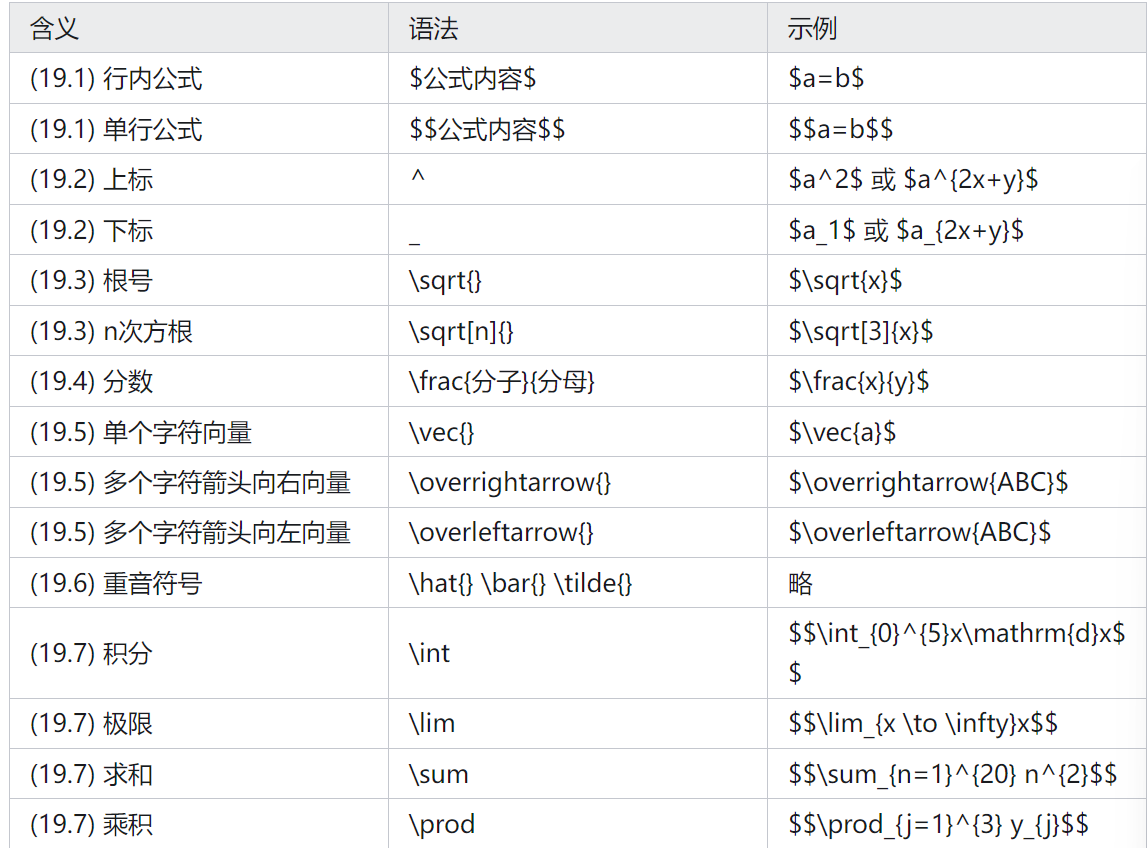 含义 语法 示例
(19.1) 行内公式 $公式内容$ $a=b$
(19.1) 单行公式 $$公式内容$$ $$a=b$$
(19.2) 上标 ^ $a^2$ 或 $a^{2x+y}$
(19.2) 下标 _ $a_1$ 或 $a_{2x+y}$
(19.3) 根号 \sqrt{} $\sqrt{x}$
(19.3) n次方根 \sqrt[n]{} $\sqrt[3]{x}$
(19.4) 分数 \frac{分子}{分母} $\frac{x}{y}$
(19.5) 单个字符向量 \vec{} $\vec{a}$
(19.5) 多个字符箭头向右向量 \overrightarrow{} $\overrightarrow{ABC}$
(19.5) 多个字符箭头向左向量 \overleftarrow{} $\overleftarrow{ABC}$
(19.6) 重音符号 \hat{} \bar{} \tilde{} 略
(19.7) 积分 \int $$\int_{0}^{5}x\mathrm{d}x$
$
(19.7) 极限 \lim $$\lim_{x \to \infty}x$$
(19.7) 求和 \sum $$\sum_{n=1}^{20} n^{2}$$
(19.7) 乘积 \prod $$\prod_{j=1}^{3} y_{j}$$